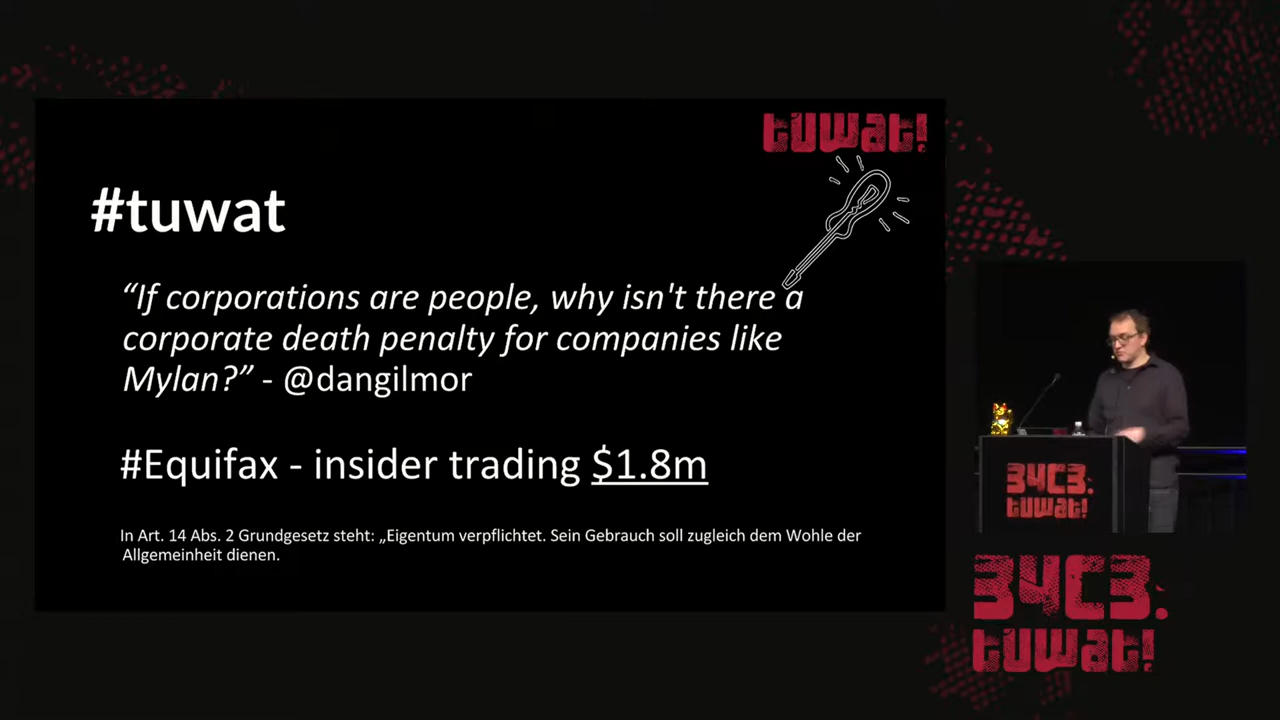 tuwat!
#tuwat
“If corporations are people, why isn't there a
corporate death penalty for companies like
Mylan?” - @dangilmor
#Equifax - insider trading $1.8m
In Art. 14 Abs. 2 Grundgesetz steht: „Eigentum verpflichtet. Sein Gebrauch soll zugleich dem Wohle der
Allgemeinheit dienen.
34C3.
tuwat!
34C3.
tuwat!